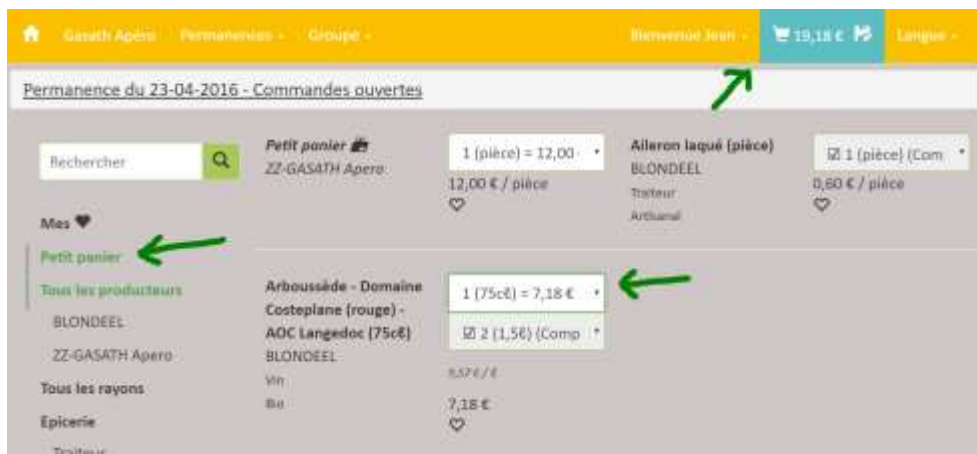 Gasath Apéro Permanences Groupe Bienvenue Jean 19,18 € Langue
Permanence du 23-04-2016 - Commandes ouvertes
Rechercher
Mes
Petit panier
Tous les producteurs
BLONDEEL
ZZ-GASATH Apero
Tous les rayons
Epicerie
Traiteur
Petit panier
ZZ-GASATH Apero
1 (pièce) = 12,00
12,00 € / pièce
Aileron laqué (pièce)
BLONDEEL
Traiteur
Artisanal
☑ 1 (pièce) (Com
0,60 € / pièce
Arboussède - Domaine
Costeplane (rouge) -
AOC Langedoc (75cℓ)
BLONDEEL
Vin
Bio
1 (75cℓ) = 7,18 €
☑ 2 (1,5ℓ) (Comp
9,57 € / ℓ
7,18 €